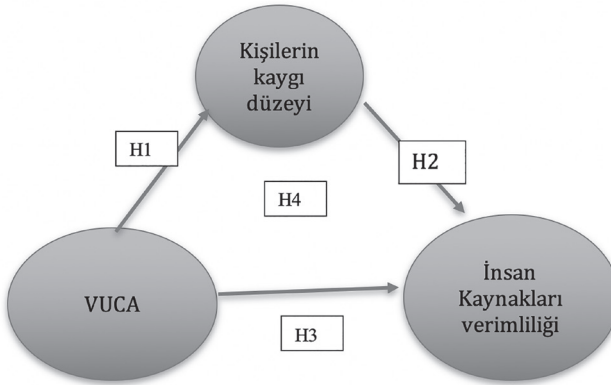 Kişilerin
kaygı
düzeyi
H1
H2
H4
VUCA
İnsan
Kaynakları
verimliliği
H3